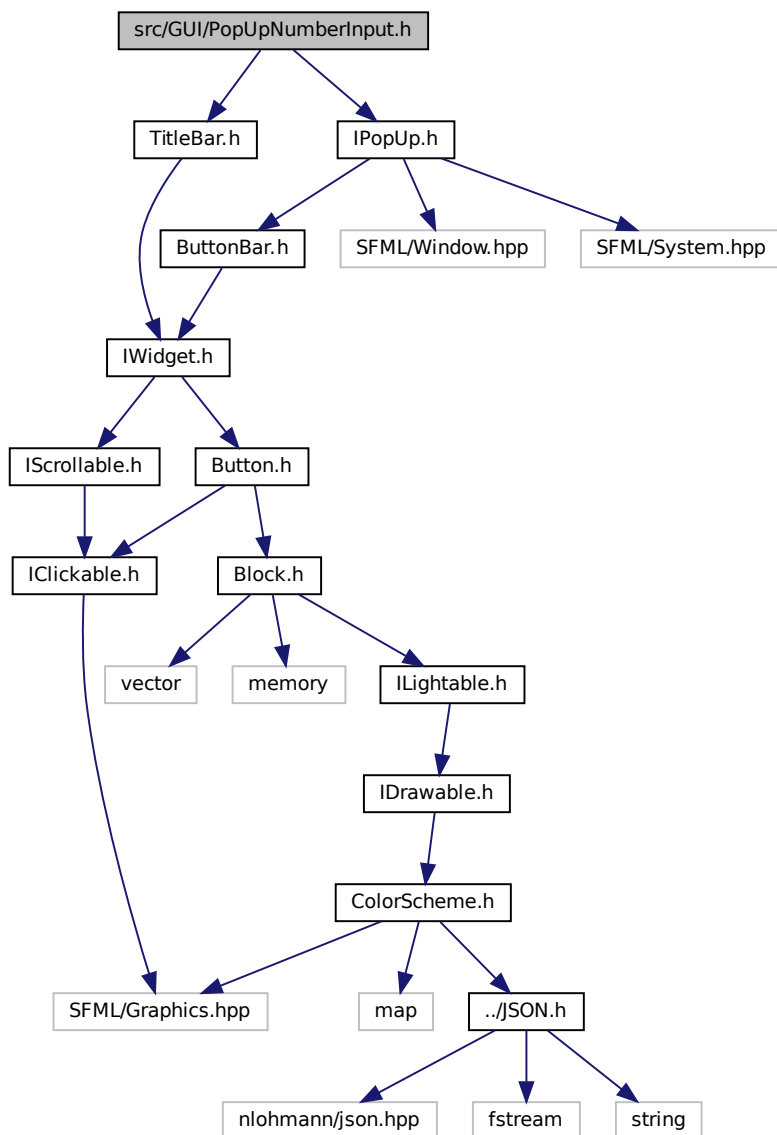 src/GUI/PopUpNumberInput.h
TitleBar.h
IPopUp.h
ButtonBar.h
SFML/Window.hpp
SFML/System.hpp
IWidget.h
IScrollable.h
Button.h
IClickable.h
Block.h
vector
memory
ILightable.h
IDrawable.h
ColorScheme.h
SFML/Graphics.hpp
map
../JSON.h
nlohmann/json.hpp
fstream
string